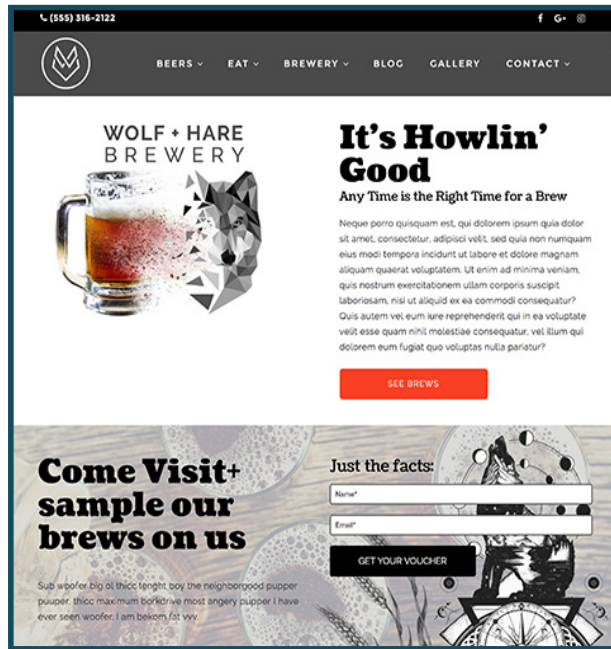 (555) 316-2122
f G+
BEERS EAT BREWERY BLOG GALLERY CONTACT
WOLF + HARE
BREWERY
It's Howlin'
Good
Any Time is the Right Time for a Brew
Neque porro quisquam est, qui dolorem ipsum quia dolor
sit amet, consectetur, adipisci velit, sed quia non numquam
eius modi tempora incidunt ut labore et dolore magnam
aliquam quaerat voluptatem. Ut enim ad minima veniam,
quis nostrum exercitationem ullam corporis suscipit
laboriosam, nisi ut aliquid ex ea commodi consequatur?
Quis autem vel eum iure reprehenderit qui in ea voluptate
velit esse quam nihil molestiae consequatur, vel illum qui
dolorem eum fugiat quo voluptas nulla pariatur?
SEE BREWS
Come Visit+
sample our
brews on us
Sub woofer big ol thicc tenght boy the neighborgood pupper
puuper, thicc maximum borkdrive most angery pupper I have
ever seen woofer, I am bekom fat vvv.
Just the facts:
Name*
Email*
GET YOUR VOUCHER